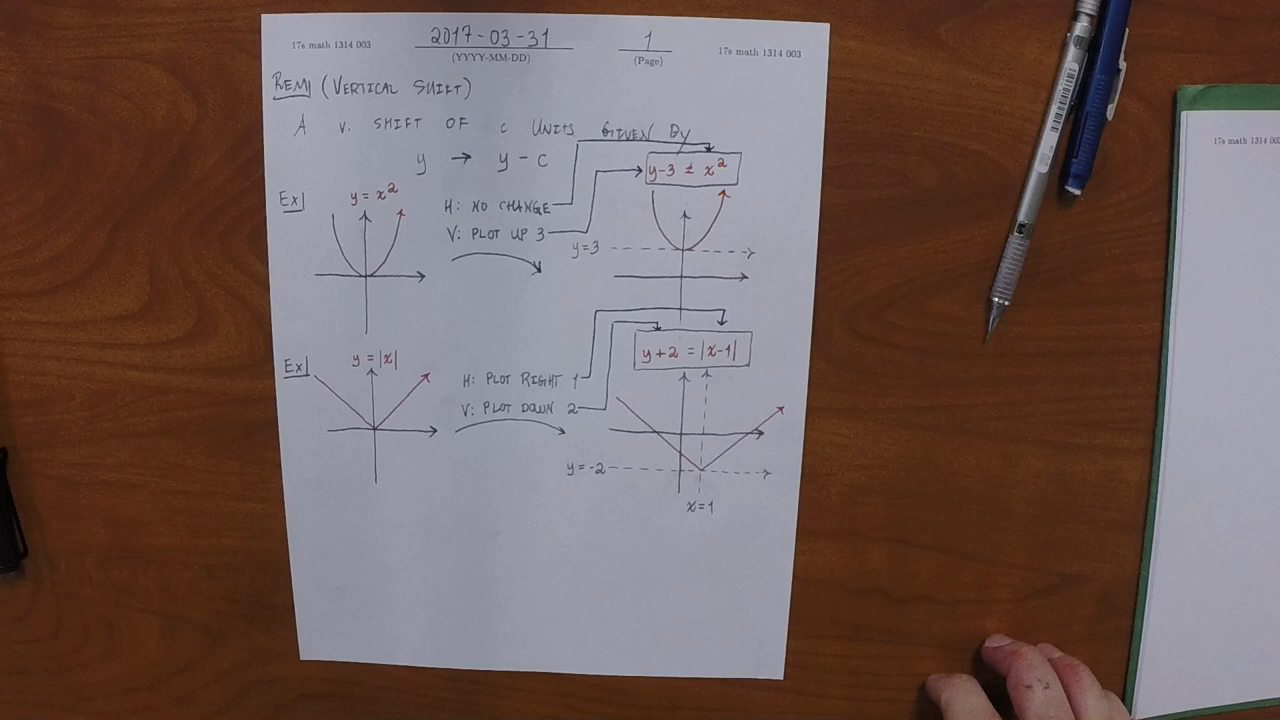 17s math 1314 003
2017-03-31
(YYYY-MM-DD)
1
(Page)
17s math 1314 003
REM (VERTICAL SHIFT)
A V. SHIFT OF c UNITS GIVEN BY
y → y - c
Ex
y = x²
H: NO CHANGE
V: PLOT UP 3
y-3 = x²
y=3
Ex
y = |x|
H: PLOT RIGHT 1
V: PLOT DOWN 2
y+2 = |x-1|
y=-2
x=1
17s math 1314 003